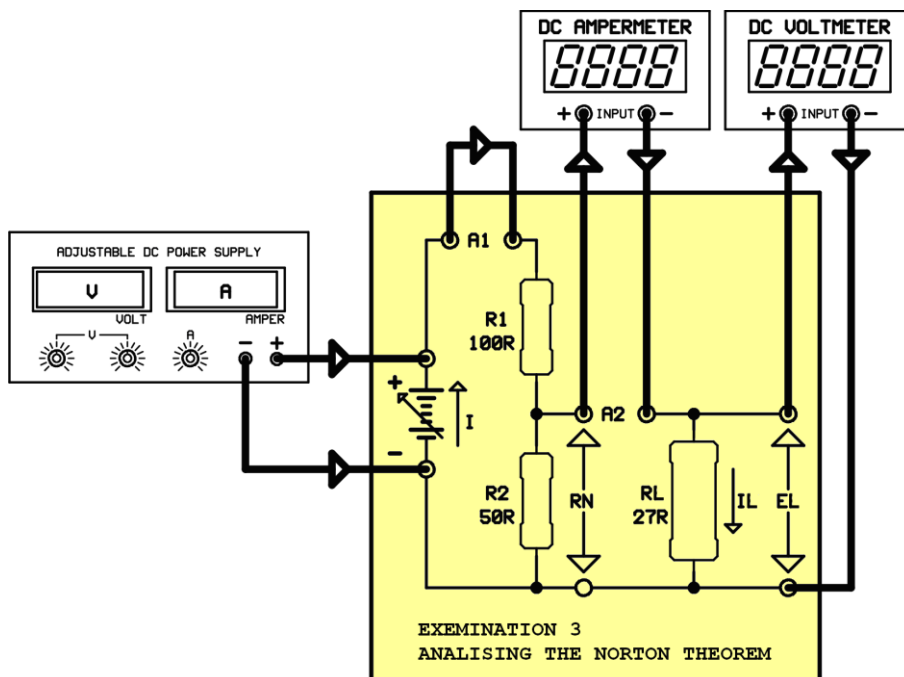 DC AMPERMETER
8888
+ INPUT -
DC VOLTMETER
8888
+ INPUT -
A1
ADJUSTABLE DC POWER SUPPLY
V
A
VOLT
AMPER
V
A
- +
R1
100R
+
I
-
A2
R2
50R
RN
RL
27R
IL
EL
EXEMINATION 3
ANALISING THE NORTON THEOREM